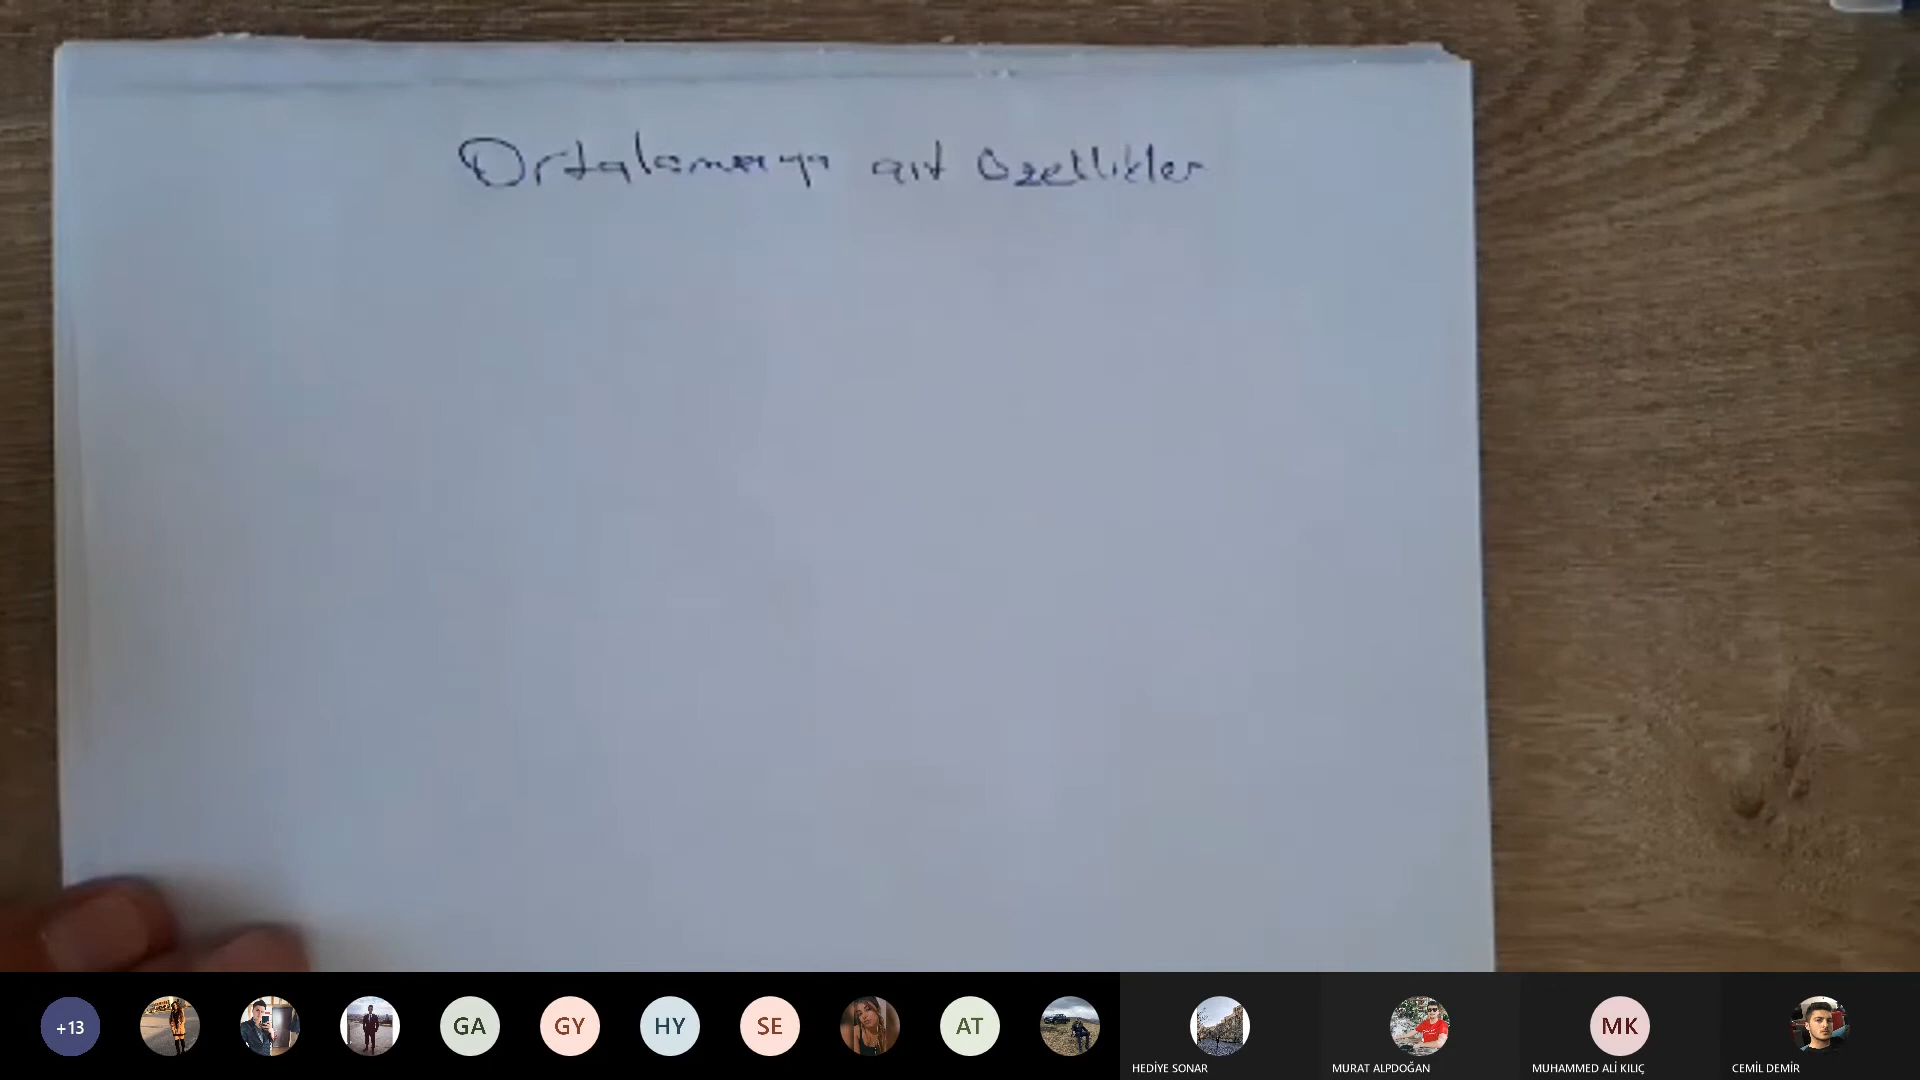 Ortalamaya ait özellikler
+13
GA
GY
HY
SE
AT
MK
HEDİYE SONAR
MURAT ALPDOĞAN
MUHAMMED ALİ KILIÇ
CEMİL DEMİR